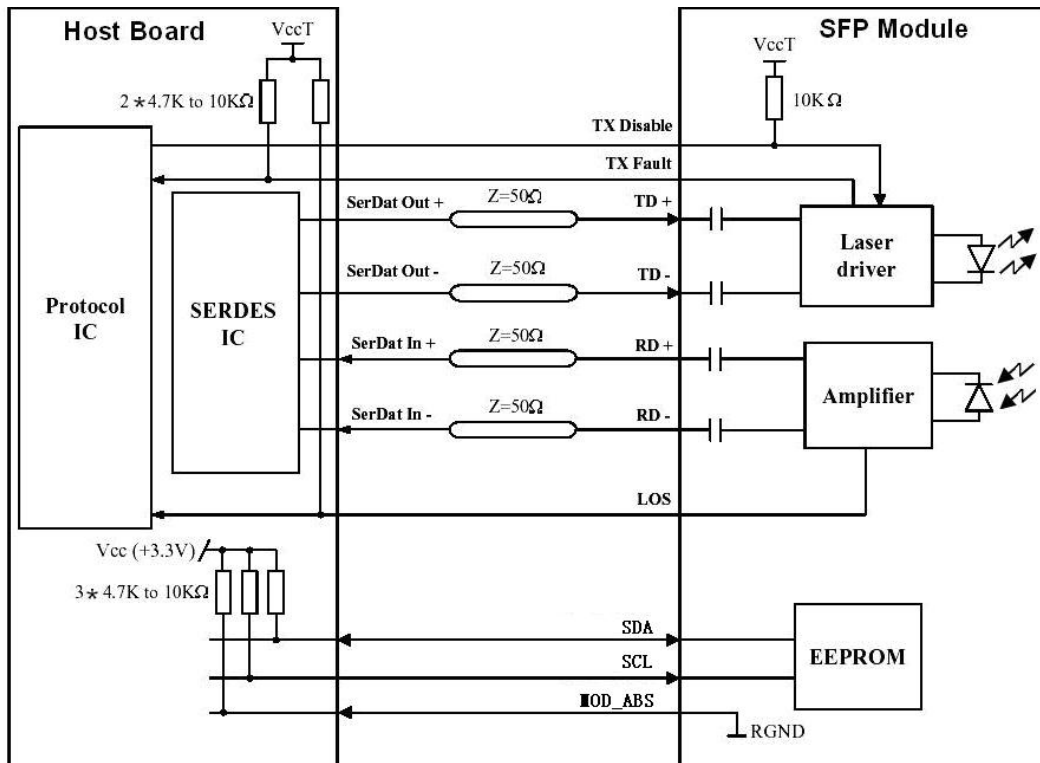 Host Board
SFP Module
VccT
VccT
2*4.7K to 10KΩ
10KΩ
TX Disable
TX Fault
SerDat Out +
Z=50Ω
TD +
Laser
driver
SerDat Out -
Z=50Ω
TD -
Protocol
IC
SERDES
IC
SerDat In +
Z=50Ω
RD +
Amplifier
SerDat In -
Z=50Ω
RD -
LOS
Vcc (+3.3V)
3*4.7K to 10KΩ
SDA
EEPROM
SCL
MOD_ABS
RGND